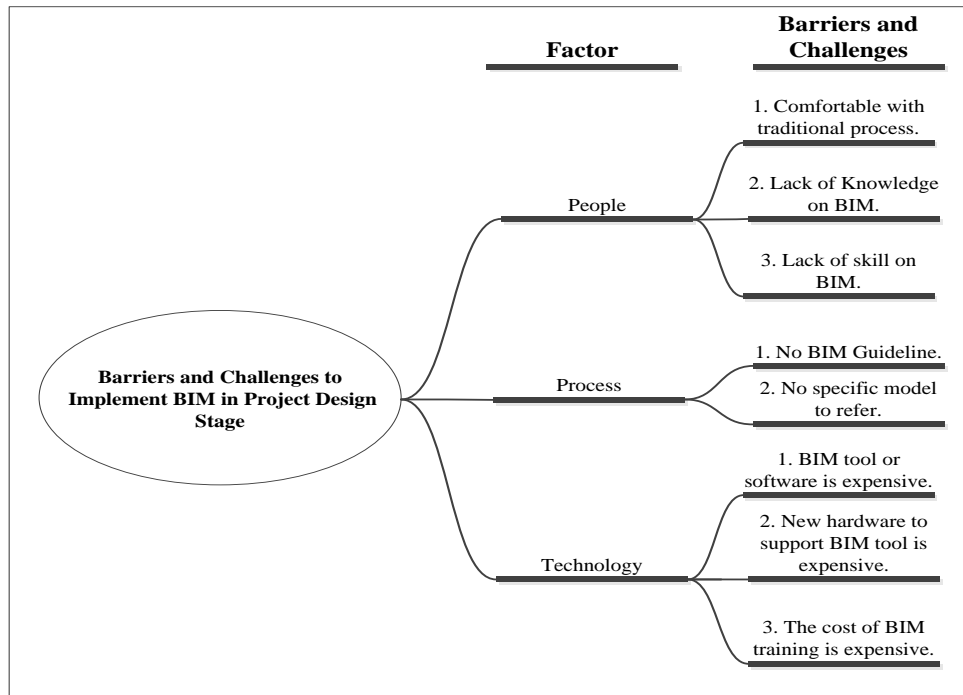 Factor
Barriers and
Challenges
Barriers and Challenges to
Implement BIM in Project Design
Stage
People
1. Comfortable with
traditional process.
2. Lack of Knowledge
on BIM.
3. Lack of skill on
BIM.
Process
1. No BIM Guideline.
2. No specific model
to refer.
Technology
1. BIM tool or
software is expensive.
2. New hardware to
support BIM tool is
expensive.
3. The cost of BIM
training is expensive.